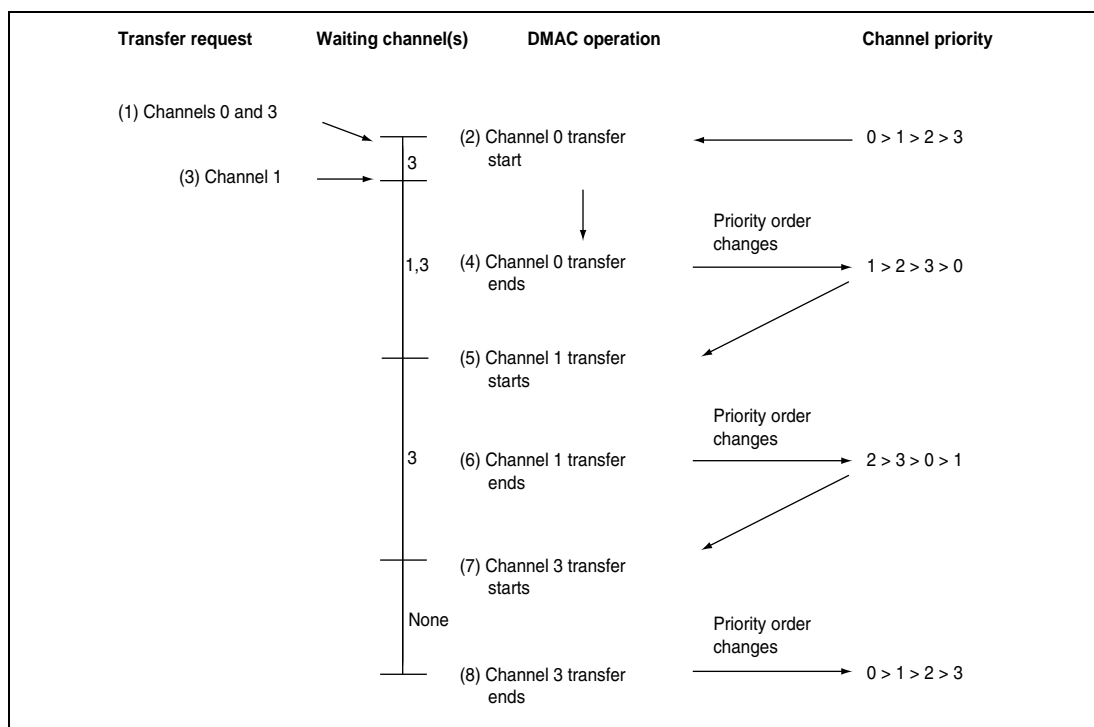 Transfer request Waiting channel(s) DMAC operation Channel priority
(1) Channels 0 and 3
(2) Channel 0 transfer
start
0 > 1 > 2 > 3
3
(3) Channel 1
Priority order
changes
1,3
(4) Channel 0 transfer
ends
1 > 2 > 3 > 0
(5) Channel 1 transfer
starts
Priority order
changes
3
(6) Channel 1 transfer
ends
2 > 3 > 0 > 1
(7) Channel 3 transfer
starts
None
Priority order
changes
(8) Channel 3 transfer
ends
0 > 1 > 2 > 3